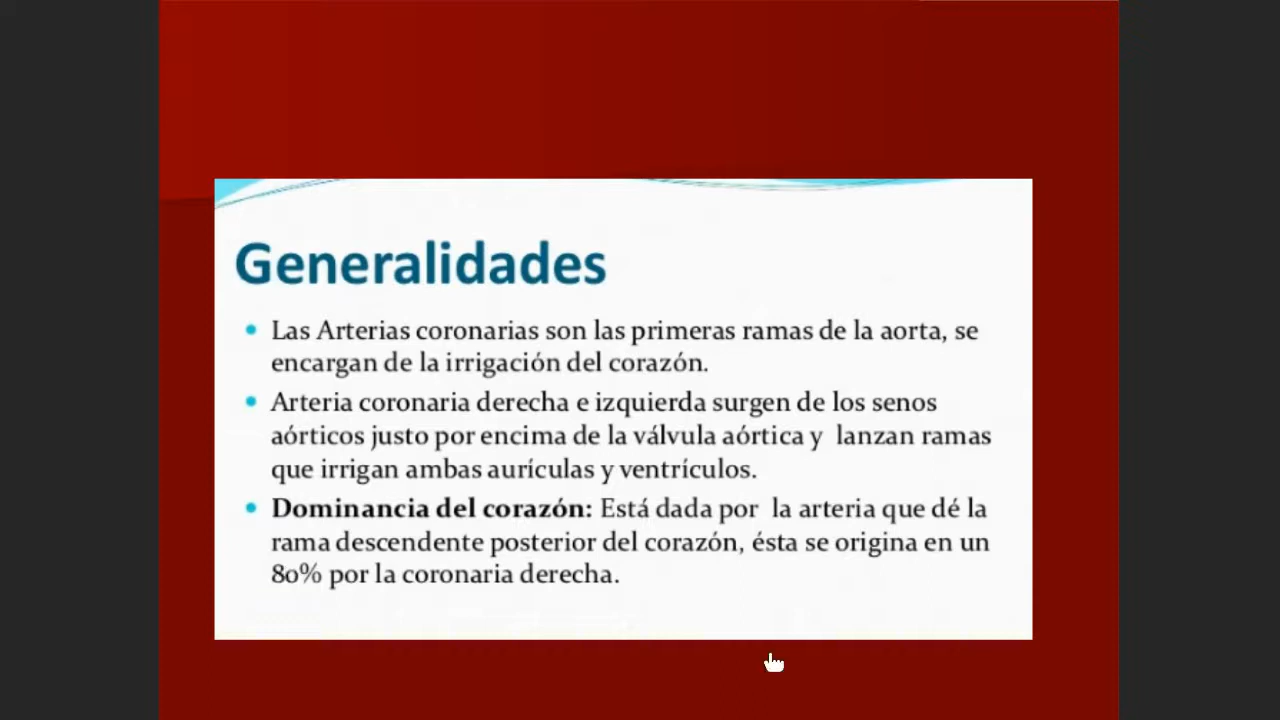 Generalidades
Las Arterias coronarias son las primeras ramas de la aorta, se
encargan de la irrigación del corazón.
Arteria coronaria derecha e izquierda surgen de los senos
aórticos justo por encima de la válvula aórtica y lanzan ramas
que irrigan ambas aurículas y ventrículos.
Dominancia del corazón: Está dada por la arteria que dé la
rama descendente posterior del corazón, ésta se origina en un
80% por la coronaria derecha.